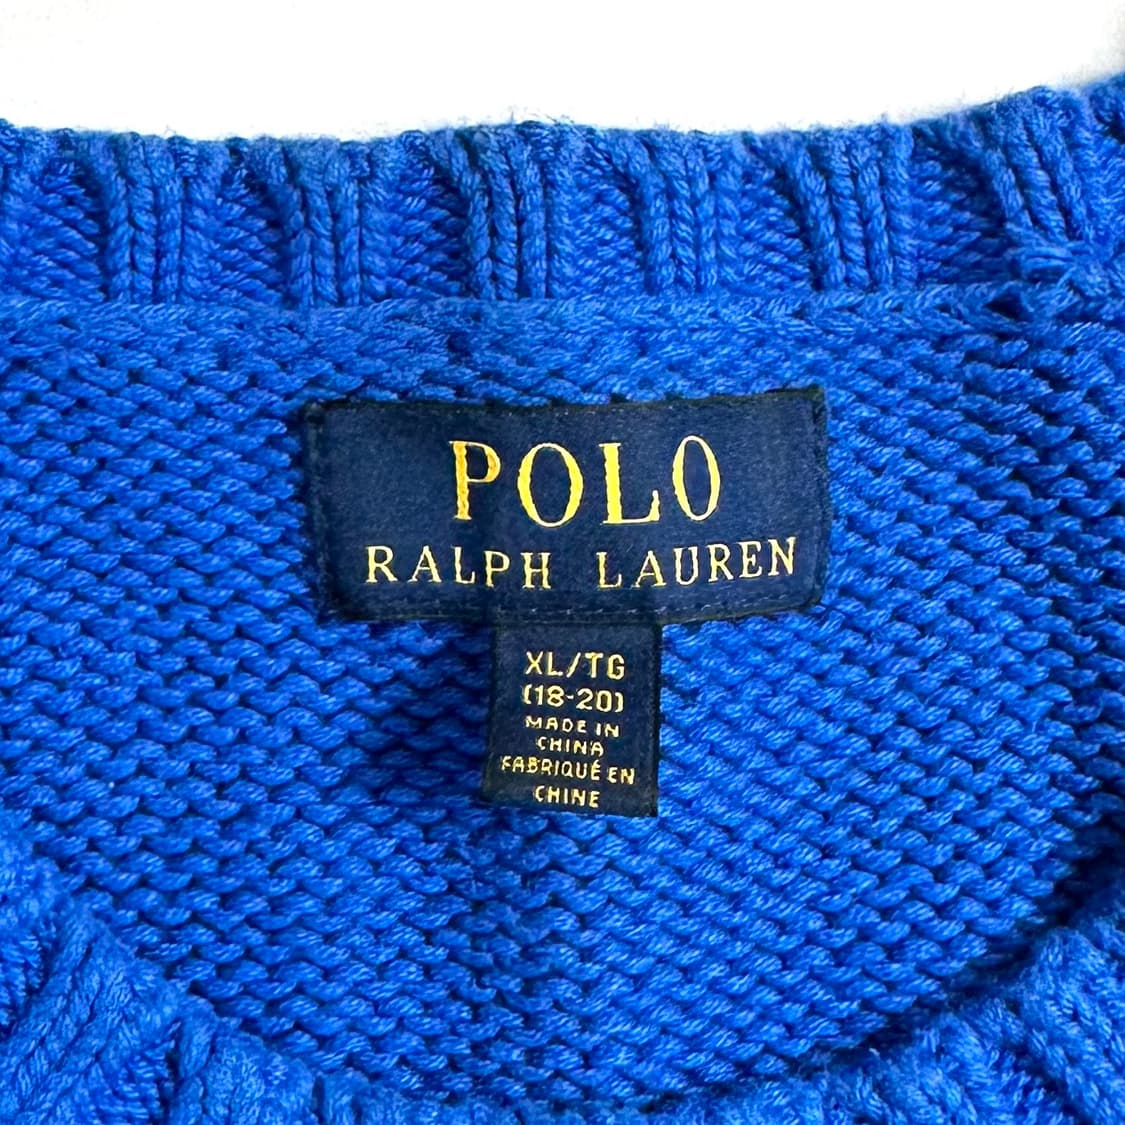 POLO
RALPH LAUREN
XL/TG
(18-20)
MADE IN
CHINA
FABRIQUÉ EN
CHINE